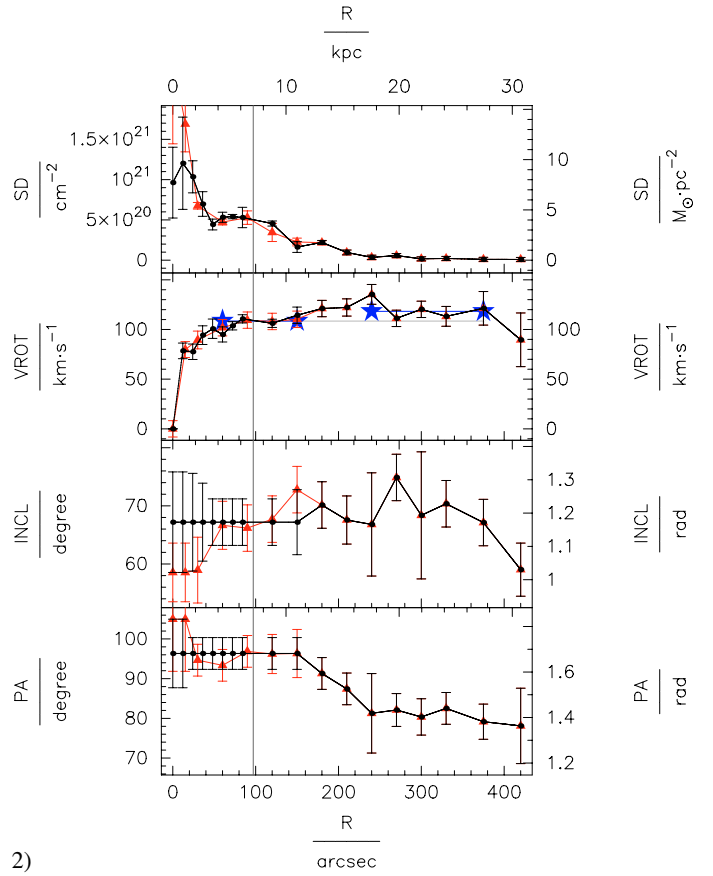 R
kpc
0 10 20 30
SD
cm⁻²
1.5×10²¹
10²¹
5×10²⁰
0
15
10
5
0
SD
M⊙·pc⁻²
VROT
km·s⁻¹
100
50
0
100
50
0
VROT
km·s⁻¹
INCL
degree
70
60
1.3
1.2
1.1
1
INCL
rad
PA
degree
100
90
80
70
1.6
1.4
1.2
PA
rad
0 100 200 300 400
R
arcsec
2)